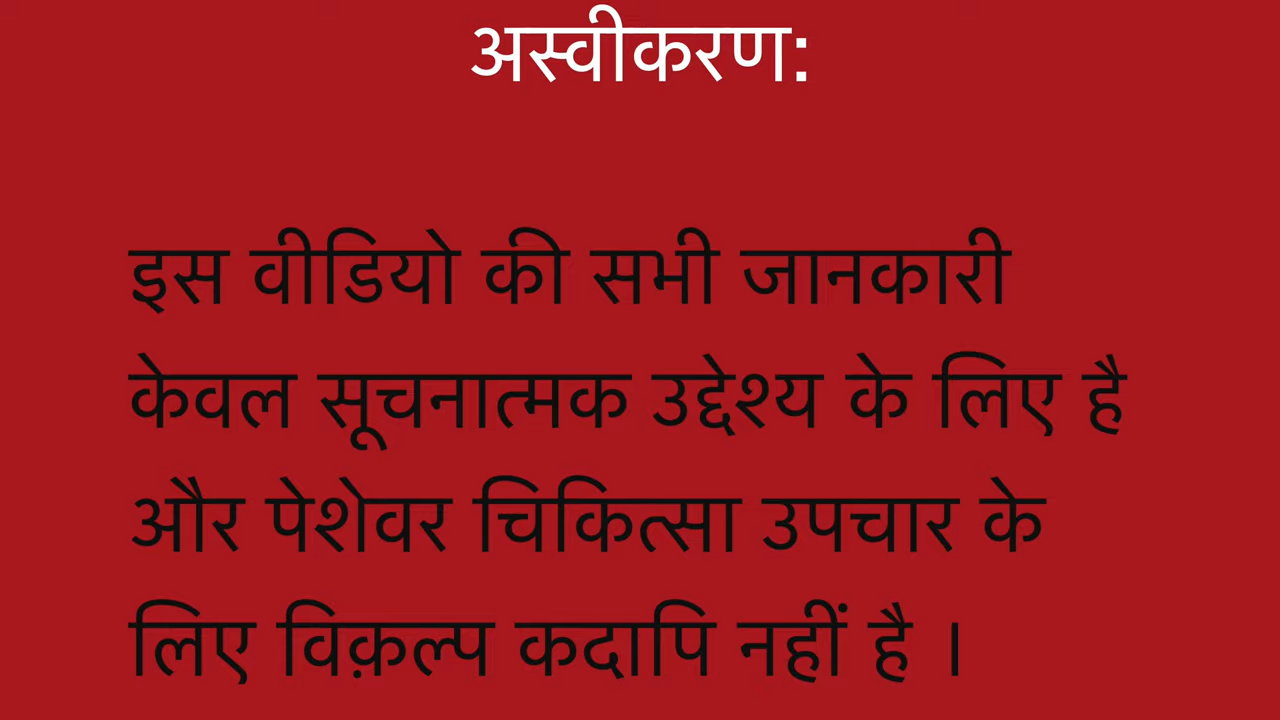 अस्वीकरण:
इस वीडियो की सभी जानकारी
केवल सूचनात्मक उद्देश्य के लिए है
और पेशेवर चिकित्सा उपचार के
लिए विक़ल्प कदापि नहीं है ।